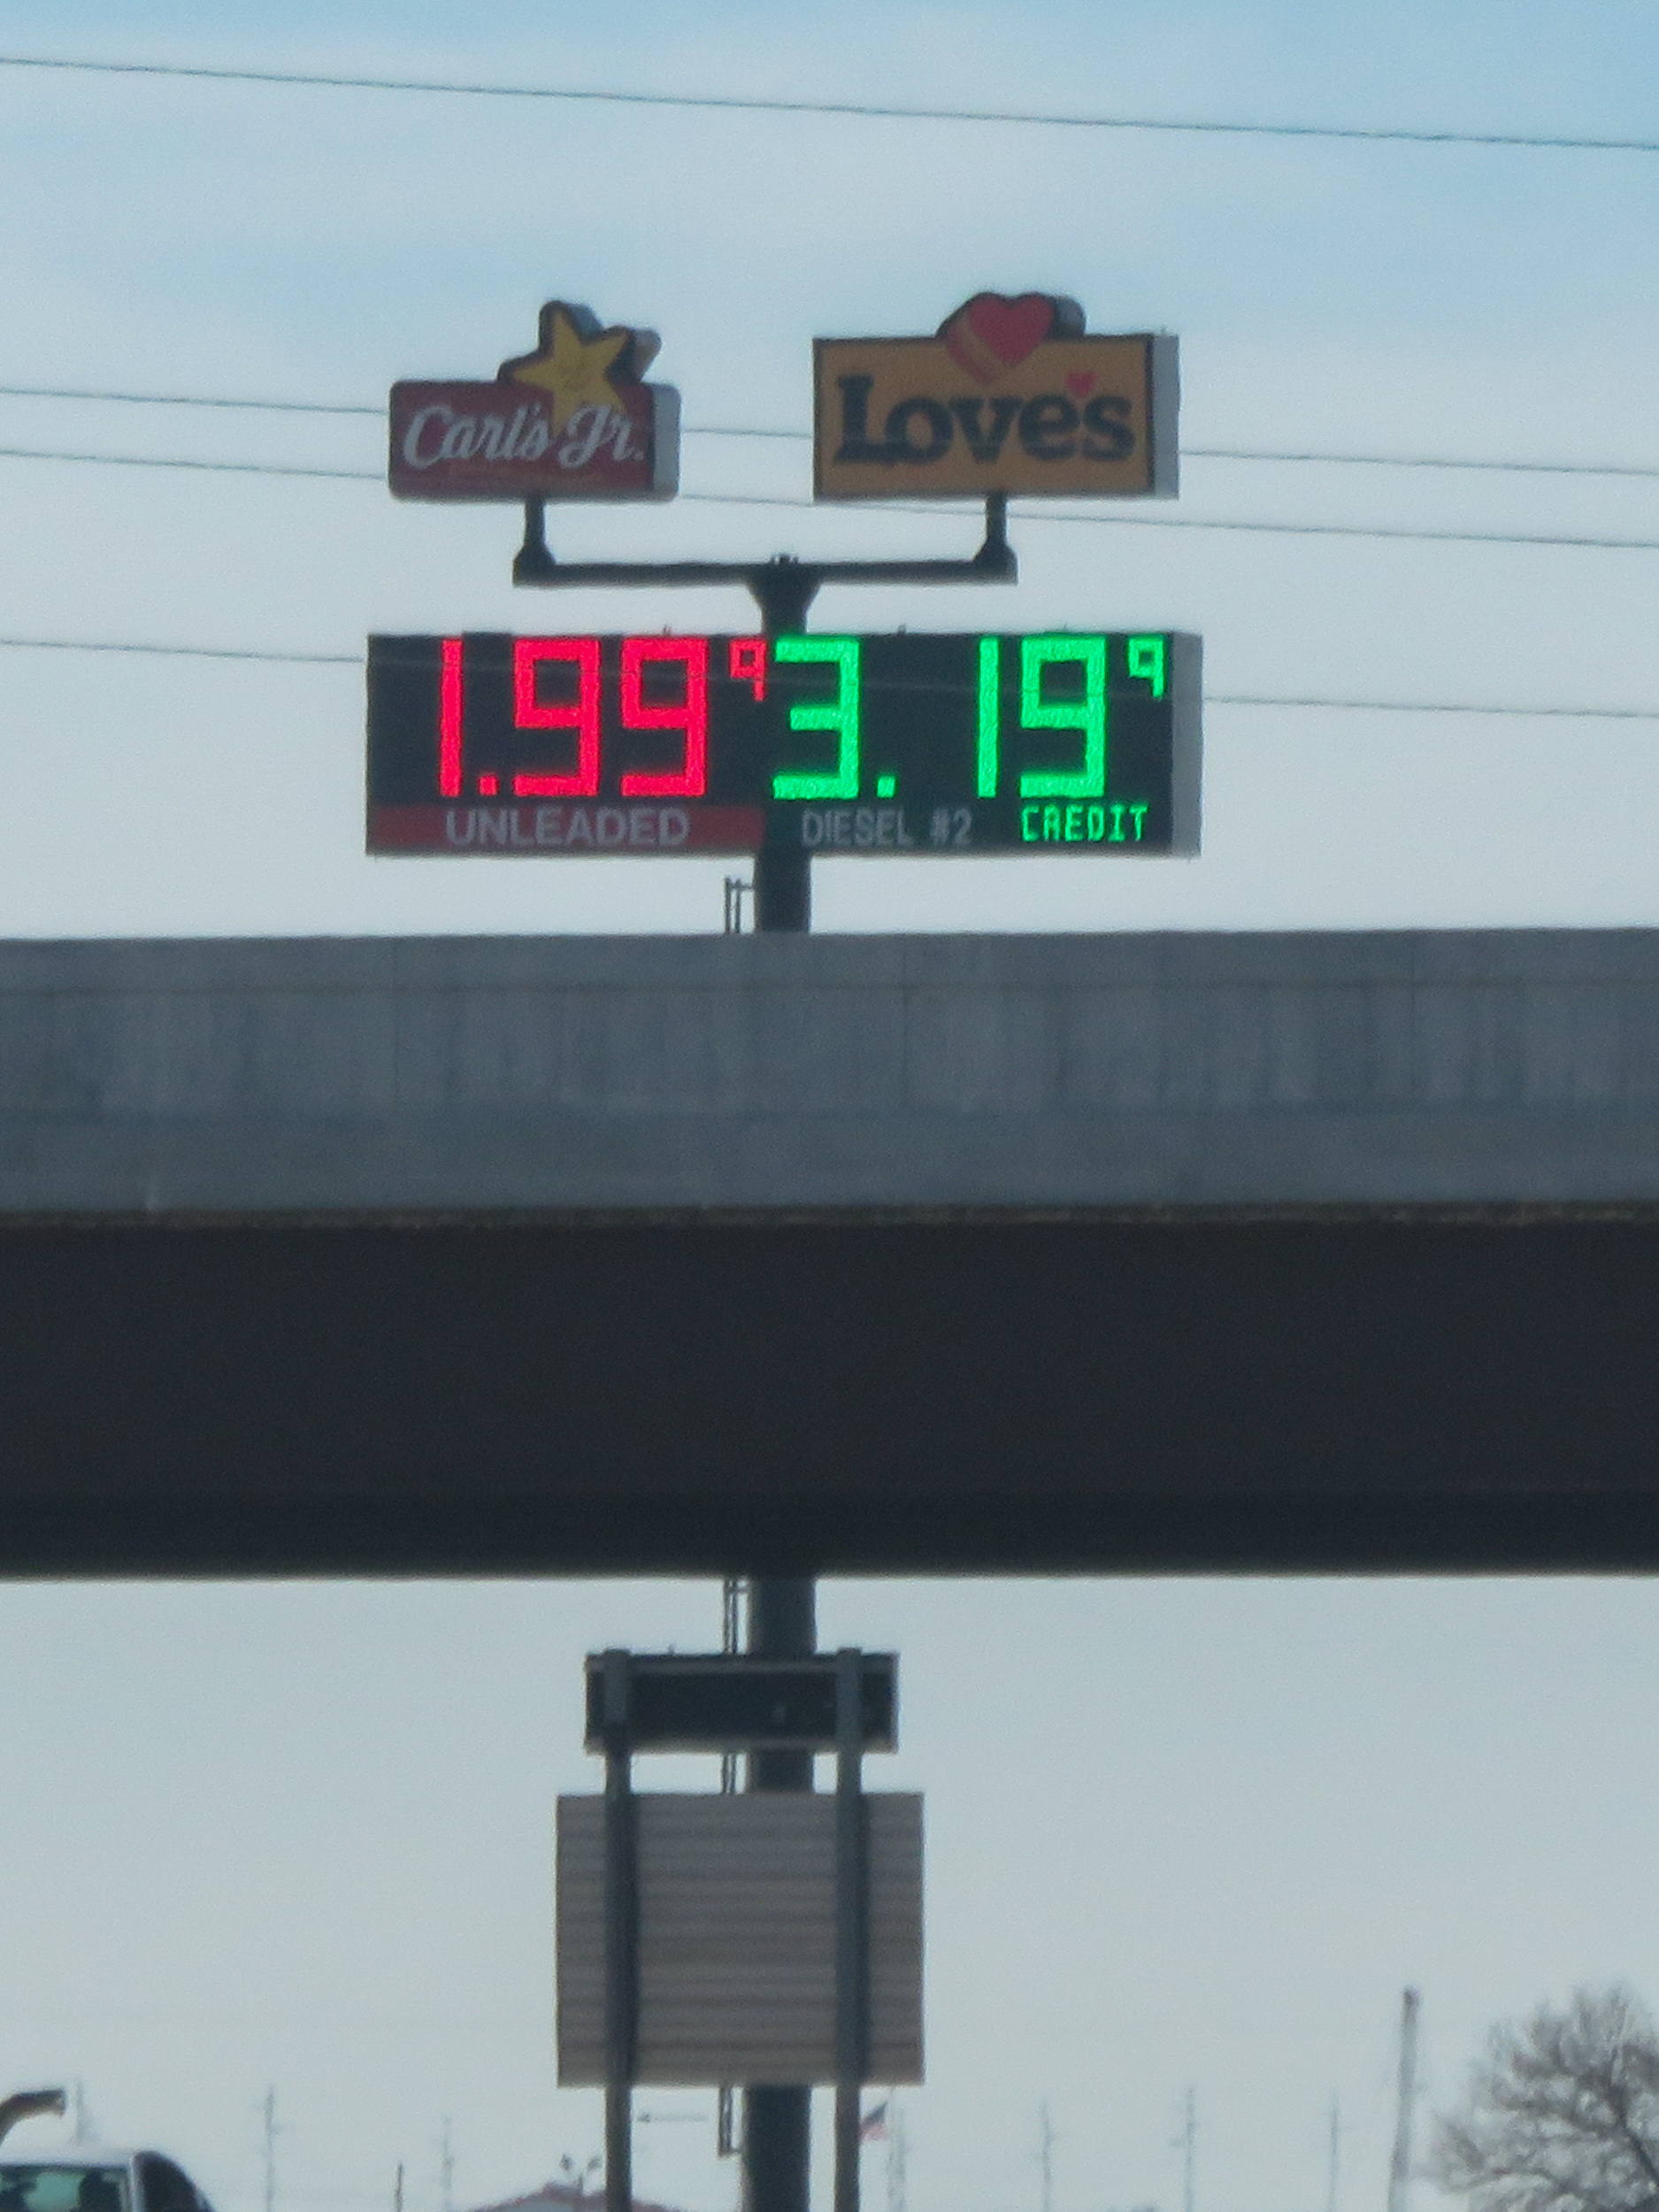 Carl's Jr.
Love's
1.99 9
3.19 9
UNLEADED
DIESEL #2 CREDIT